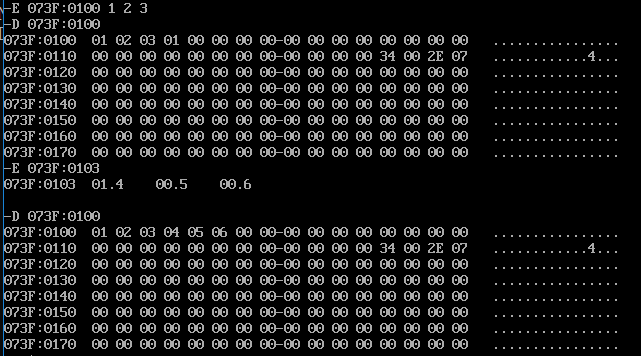 -E 073F:0100 1 2 3
-D 073F:0100
073F:0100  01 02 03 01 00 00 00 00-00 00 00 00 00 00 00 00   ................
073F:0110  00 00 00 00 00 00 00 00-00 00 00 00 34 00 2E 07   ............4...
073F:0120  00 00 00 00 00 00 00 00-00 00 00 00 00 00 00 00   ................
073F:0130  00 00 00 00 00 00 00 00-00 00 00 00 00 00 00 00   ................
073F:0140  00 00 00 00 00 00 00 00-00 00 00 00 00 00 00 00   ................
073F:0150  00 00 00 00 00 00 00 00-00 00 00 00 00 00 00 00   ................
073F:0160  00 00 00 00 00 00 00 00-00 00 00 00 00 00 00 00   ................
073F:0170  00 00 00 00 00 00 00 00-00 00 00 00 00 00 00 00   ................
-E 073F:0103
073F:0103  01.4    00.5    00.6
-D 073F:0100
073F:0100  01 02 03 04 05 06 00 00-00 00 00 00 00 00 00 00   ................
073F:0110  00 00 00 00 00 00 00 00-00 00 00 00 34 00 2E 07   ............4...
073F:0120  00 00 00 00 00 00 00 00-00 00 00 00 00 00 00 00   ................
073F:0130  00 00 00 00 00 00 00 00-00 00 00 00 00 00 00 00   ................
073F:0140  00 00 00 00 00 00 00 00-00 00 00 00 00 00 00 00   ................
073F:0150  00 00 00 00 00 00 00 00-00 00 00 00 00 00 00 00   ................
073F:0160  00 00 00 00 00 00 00 00-00 00 00 00 00 00 00 00   ................
073F:0170  00 00 00 00 00 00 00 00-00 00 00 00 00 00 00 00   ................